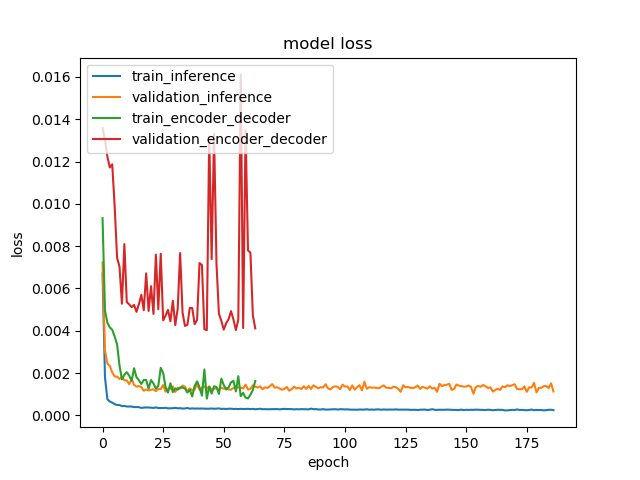 model loss
train_inference
validation_inference
train_encoder_decoder
validation_encoder_decoder
0.016
0.014
0.012
0.010
0.008
0.006
0.004
0.002
0.000
loss
0 25 50 75 100 125 150 175
epoch